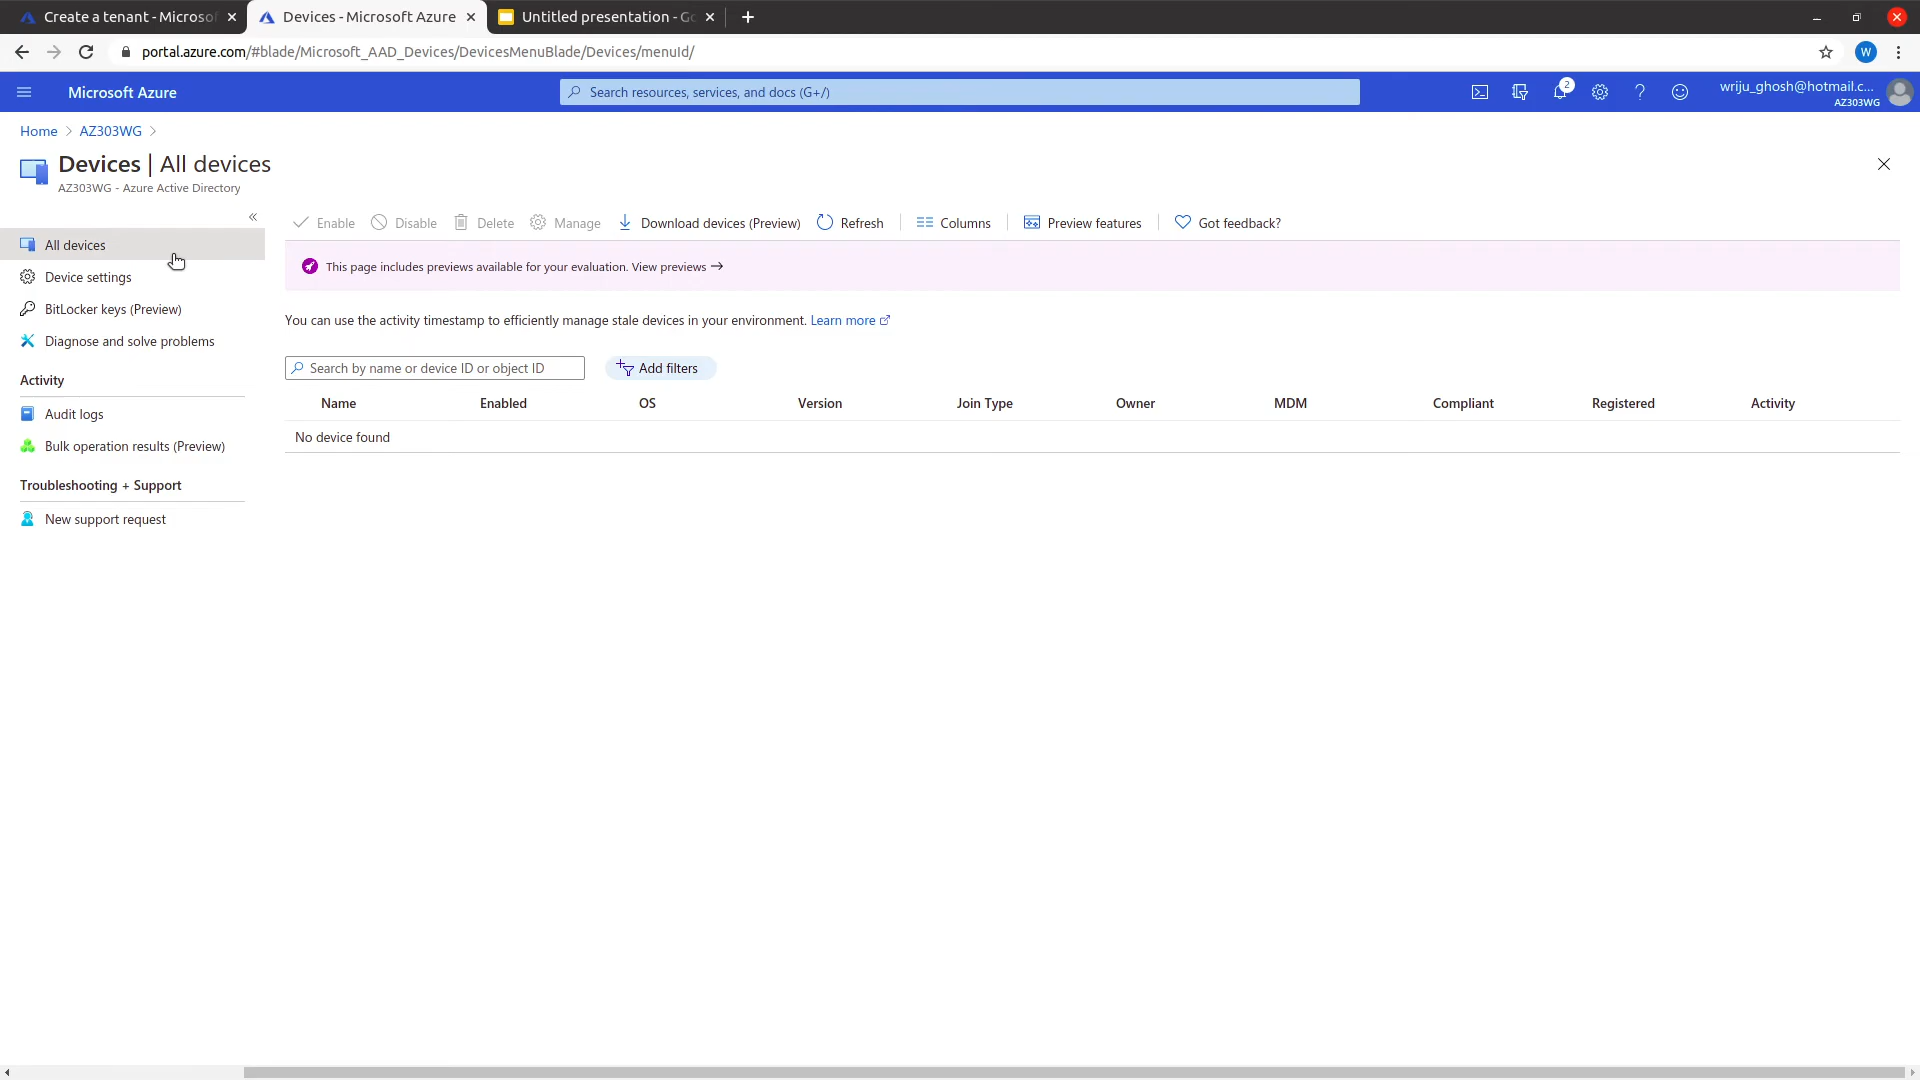 Create a tenant - Microsof
Devices - Microsoft Azure
Untitled presentation - Go
portal.azure.com/#blade/Microsoft_AAD_Devices/DevicesMenuBlade/Devices/menuId/
W
Microsoft Azure
Search resources, services, and docs (G+/)
2
wriju_ghosh@hotmail.c...
AZ303WG
Home > AZ303WG >
Devices | All devices
AZ303WG - Azure Active Directory
«
All devices
Device settings
BitLocker keys (Preview)
Diagnose and solve problems
Activity
Audit logs
Bulk operation results (Preview)
Troubleshooting + Support
New support request
Enable Disable Delete Manage Download devices (Preview) Refresh Columns Preview features Got feedback?
This page includes previews available for your evaluation. View previews →
You can use the activity timestamp to efficiently manage stale devices in your environment. Learn more
Search by name or device ID or object ID
Add filters
Name Enabled OS Version Join Type Owner MDM Compliant Registered Activity
No device found